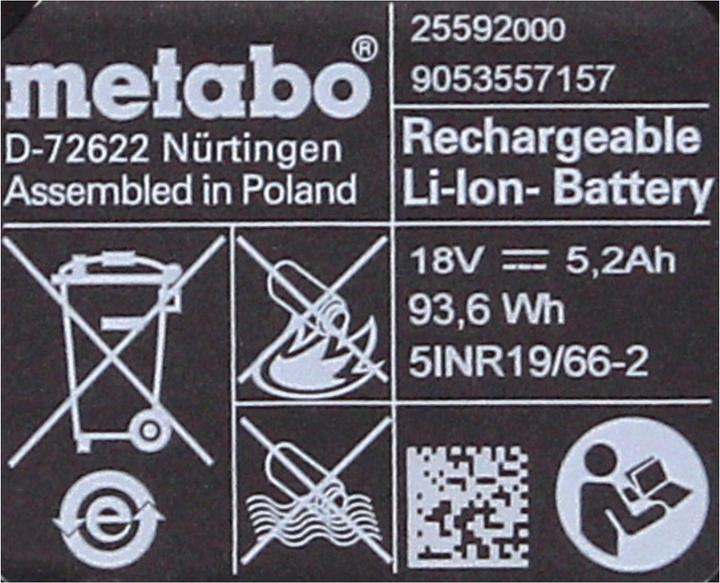 metabo®
D-72622 Nürtingen
Assembled in Poland
25592000
9053557157
Rechargeable
Li-Ion- Battery
18V ⎓ 5,2Ah
93,6 Wh
5INR19/66-2
e